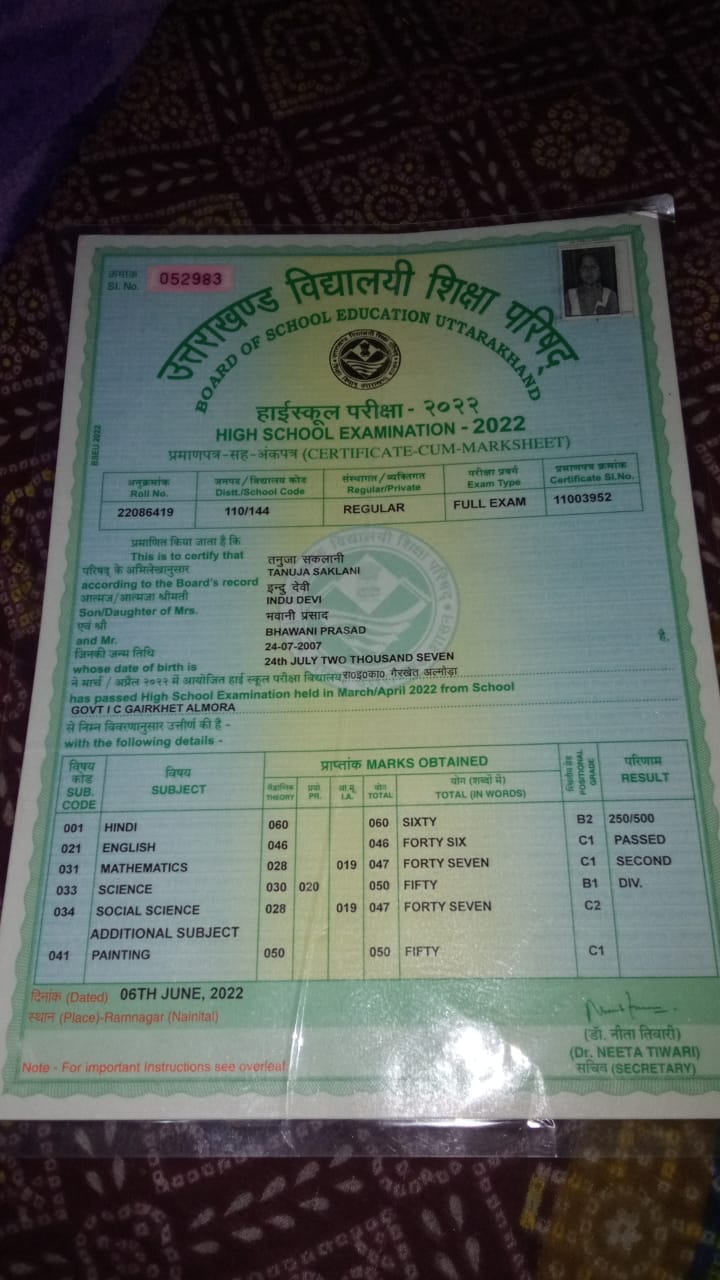 क्रमांक
Sl. No. 052983
उत्तराखण्ड विद्यालयी शिक्षा परिषद्
BOARD OF SCHOOL EDUCATION UTTARAKHAND
हाईस्कूल परीक्षा - २०२२
HIGH SCHOOL EXAMINATION - 2022
प्रमाणपत्र-सह-अंकपत्र (CERTIFICATE-CUM-MARKSHEET)
BSEU 2022
अनुक्रमांक जनपद/विद्यालय कोड संस्थागत/व्यक्तिगत परीक्षा प्रवर्ग प्रमाणपत्र क्रमांक
Roll No. Distt./School Code Regular/Private Exam Type Certificate Sl.No.
22086419 110/144 REGULAR FULL EXAM 11003952
प्रमाणित किया जाता है कि तनुजा सकलानी
This is to certify that TANUJA SAKLANI
परिषद् के अभिलेखानुसार
according to the Board's record इन्दु देवी
आत्मज/आत्मजा श्रीमती INDU DEVI
Son/Daughter of Mrs. भवानी प्रसाद
एवं श्री
and Mr. BHAWANI PRASAD
जिनकी जन्म तिथि 24-07-2007 है,
whose date of birth is 24th JULY TWO THOUSAND SEVEN
ने मार्च / अप्रैल २०२२ में आयोजित हाई स्कूल परीक्षा विद्यालय रा०इ०का० गैरखेत अल्मोड़ा
has passed High School Examination held in March/April 2022 from School
GOVT I C GAIRKHET ALMORA
से निम्न विवरणानुसार उत्तीर्ण की है -
with the following details -
विषय कोड विषय प्राप्तांक MARKS OBTAINED परिणाम
SUB. CODE SUBJECT सैद्धान्तिक THEORY प्रयो PR. आ.मू. I.A. योग TOTAL योग (शब्दों में) TOTAL (IN WORDS) POSITIONAL GRADE RESULT
001 HINDI 060 060 SIXTY B2 250/500
021 ENGLISH 046 046 FORTY SIX C1 PASSED
031 MATHEMATICS 028 019 047 FORTY SEVEN C1 SECOND
033 SCIENCE 030 020 050 FIFTY B1 DIV.
034 SOCIAL SCIENCE 028 019 047 FORTY SEVEN C2
ADDITIONAL SUBJECT
041 PAINTING 050 050 FIFTY C1
दिनांक (Dated) 06TH JUNE, 2022
स्थान (Place)-Ramnagar (Nainital)
(डॉ. नीता तिवारी)
(Dr. NEETA TIWARI)
सचिव (SECRETARY)
Note - For important Instructions see overleaf